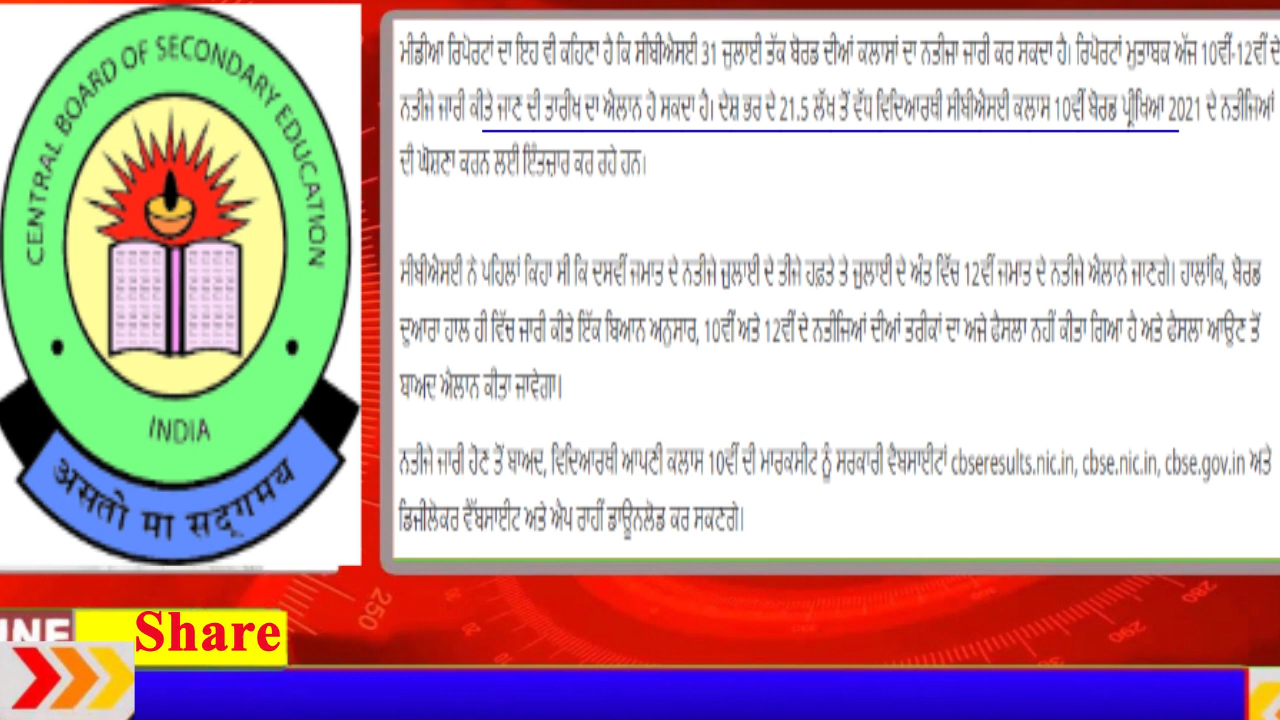 CENTRAL BOARD OF SECONDARY EDUCATION
INDIA
असतो मा सद्गमय
ਮੀਡੀਆ ਰਿਪੋਰਟਾਂ ਦਾ ਇਹ ਵੀ ਕਹਿਣਾ ਹੈ ਕਿ ਸੀਬੀਐਸਈ 31 ਜੁਲਾਈ ਤੱਕ ਬੋਰਡ ਦੀਆਂ ਕਲਾਸਾਂ ਦਾ ਨਤੀਜਾ ਜਾਰੀ ਕਰ ਸਕਦਾ ਹੈ। ਰਿਪੋਰਟਾਂ ਮੁਤਾਬਕ ਅੱਜ 10ਵੀਂ-12ਵੀਂ ਦੇ
ਨਤੀਜੇ ਜਾਰੀ ਕੀਤੇ ਜਾਣ ਦੀ ਤਾਰੀਖ ਦਾ ਐਲਾਨ ਹੋ ਸਕਦਾ ਹੈ। ਦੇਸ਼ ਭਰ ਦੇ 21.5 ਲੱਖ ਤੋਂ ਵੱਧ ਵਿਦਿਆਰਥੀ ਸੀਬੀਐਸਈ ਕਲਾਸ 10ਵੀਂ ਬੋਰਡ ਪ੍ਰੀਖਿਆ 2021 ਦੇ ਨਤੀਜਿਆਂ
ਦੀ ਘੋਸ਼ਣਾ ਕਰਨ ਲਈ ਇੰਤਜ਼ਾਰ ਕਰ ਰਹੇ ਹਨ।
ਸੀਬੀਐਸਈ ਨੇ ਪਹਿਲਾਂ ਕਿਹਾ ਸੀ ਕਿ ਦਸਵੀਂ ਜਮਾਤ ਦੇ ਨਤੀਜੇ ਜੁਲਾਈ ਦੇ ਤੀਜੇ ਹਫ਼ਤੇ ਤੇ ਜੁਲਾਈ ਦੇ ਅੰਤ ਵਿੱਚ 12ਵੀਂ ਜਮਾਤ ਦੇ ਨਤੀਜੇ ਐਲਾਨੇ ਜਾਣਗੇ। ਹਾਲਾਂਕਿ, ਬੋਰਡ
ਦੁਆਰਾ ਹਾਲ ਹੀ ਵਿੱਚ ਜਾਰੀ ਕੀਤੇ ਇੱਕ ਬਿਆਨ ਅਨੁਸਾਰ, 10ਵੀਂ ਅਤੇ 12ਵੀਂ ਦੇ ਨਤੀਜਿਆਂ ਦੀਆਂ ਤਰੀਕਾਂ ਦਾ ਅਜੇ ਫੈਸਲਾ ਨਹੀਂ ਕੀਤਾ ਗਿਆ ਹੈ ਅਤੇ ਫੈਸਲਾ ਆਉਣ ਤੋਂ
ਬਾਅਦ ਐਲਾਨ ਕੀਤਾ ਜਾਵੇਗਾ।
ਨਤੀਜੇ ਜਾਰੀ ਹੋਣ ਤੋਂ ਬਾਅਦ, ਵਿਦਿਆਰਥੀ ਆਪਣੀ ਕਲਾਸ 10ਵੀਂ ਦੀ ਮਾਰਕਸੀਟ ਨੂੰ ਸਰਕਾਰੀ ਵੈਬਸਾਈਟਾਂ cbseresults.nic.in, cbse.nic.in, cbse.gov.in ਅਤੇ
ਡਿਜੀਲੋਕਰ ਵੈੱਬਸਾਈਟ ਅਤੇ ਐਪ ਰਾਹੀਂ ਡਾਊਨਲੋਡ ਕਰ ਸਕਣਗੇ।
250
280
290
30
Share